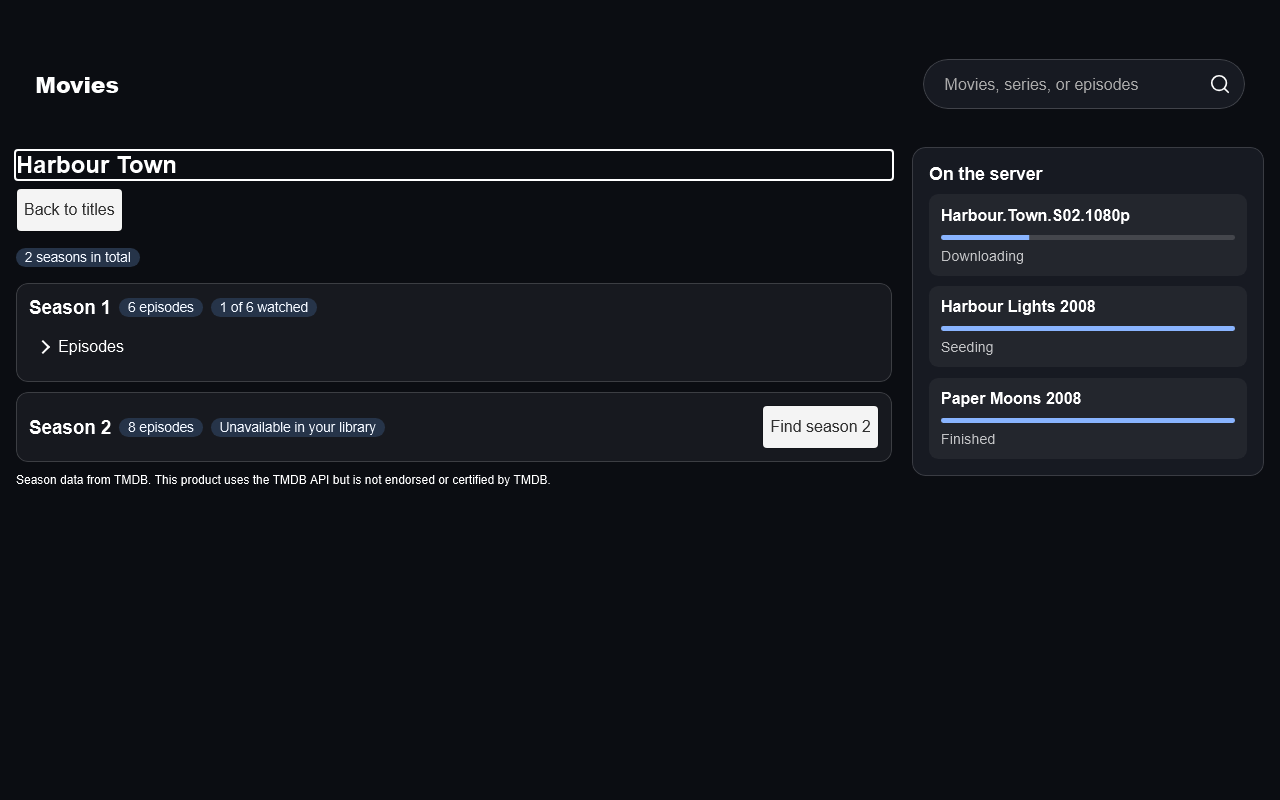 Movies
Movies, series, or episodes
Harbour Town
Back to titles
2 seasons in total
Season 1 6 episodes 1 of 6 watched
Episodes
Season 2 8 episodes Unavailable in your library Find season 2
Season data from TMDB. This product uses the TMDB API but is not endorsed or certified by TMDB.
On the server
Harbour.Town.S02.1080p
Downloading
Harbour Lights 2008
Seeding
Paper Moons 2008
Finished